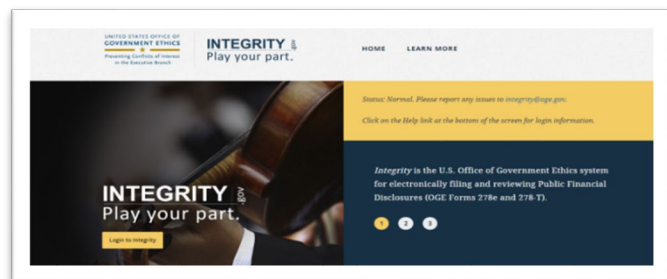 UNITED STATES OFFICE OF
GOVERNMENT ETHICS
Preventing Conflicts of Interest
in the Executive Branch
INTEGRITY.gov
Play your part.
HOME LEARN MORE
Status: Normal. Please report any issues to integrity@oge.gov.
Click on the Help link at the bottom of the screen for login information.
INTEGRITY.gov
Play your part.
Login to Integrity
Integrity is the U.S. Office of Government Ethics system
for electronically filing and reviewing Public Financial
Disclosures (OGE Forms 278e and 278-T).
1 2 3